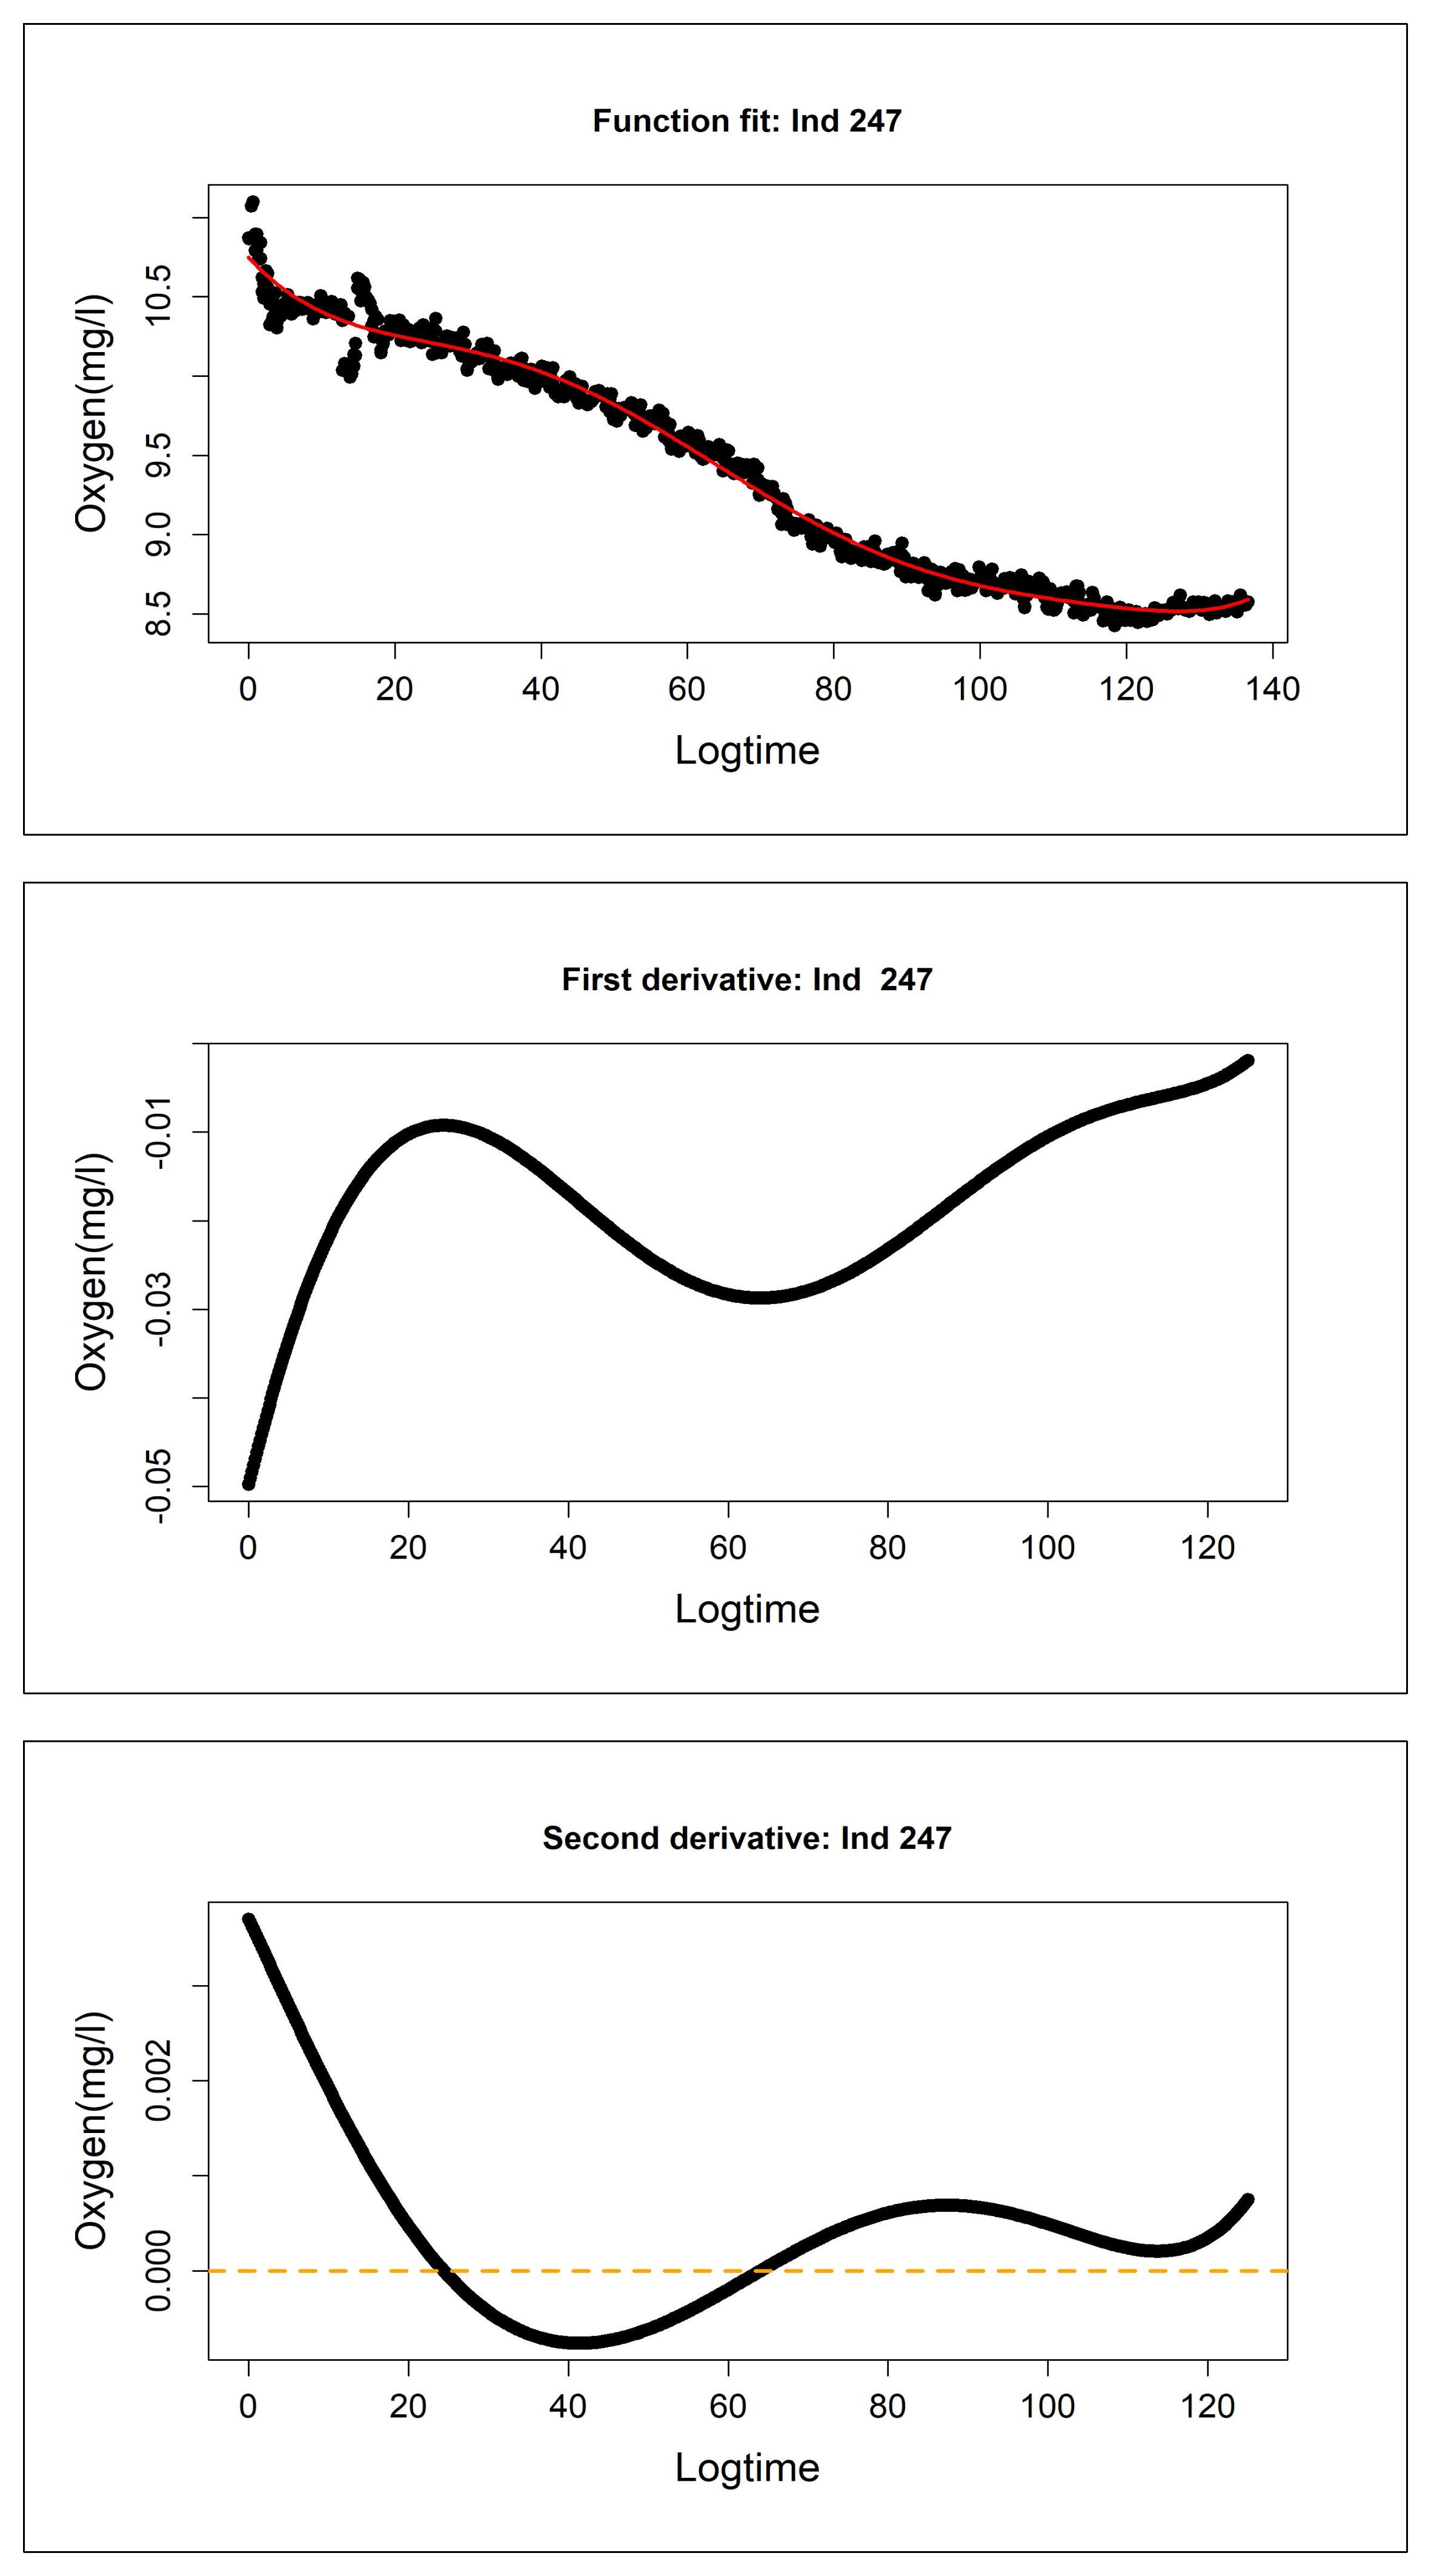 Function fit: Ind 247
Oxygen(mg/l)
10.5
9.5
9.0
8.5
0 20 40 60 80 100 120 140
Logtime
First derivative: Ind  247
Oxygen(mg/l)
-0.01
-0.03
-0.05
0 20 40 60 80 100 120
Logtime
Second derivative: Ind 247
Oxygen(mg/l)
0.002
0.000
0 20 40 60 80 100 120
Logtime